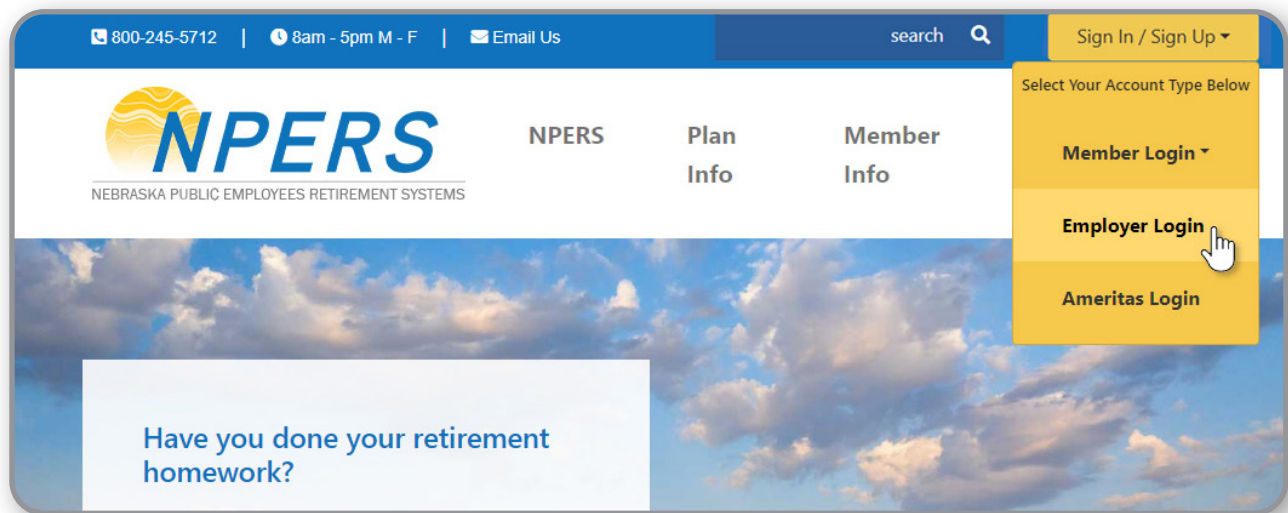 800-245-5712 | 8am - 5pm M - F | Email Us
search
Sign In / Sign Up
Select Your Account Type Below
Member Login
Employer Login
Ameritas Login
NPERS
NEBRASKA PUBLIC EMPLOYEES RETIREMENT SYSTEMS
NPERS
Plan
Info
Member
Info
Have you done your retirement
homework?